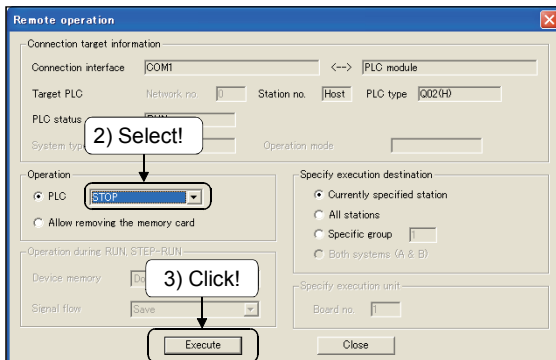 Remote operation
Connection target information
Connection interface COM1 <--> PLC module
Target PLC Network no. 0 Station no. Host PLC type Q02(H)
PLC status RUN
2) Select!
System type Operation mode
Operation
PLC STOP
Allow removing the memory card
Specify execution destination
Currently specified station
All stations
Specific group 1
Both systems (A & B)
Operation during RUN, STEP-RUN
Device memory
3) Click!
Signal flow Save
Specify execution unit
Board no. 1
Execute Close